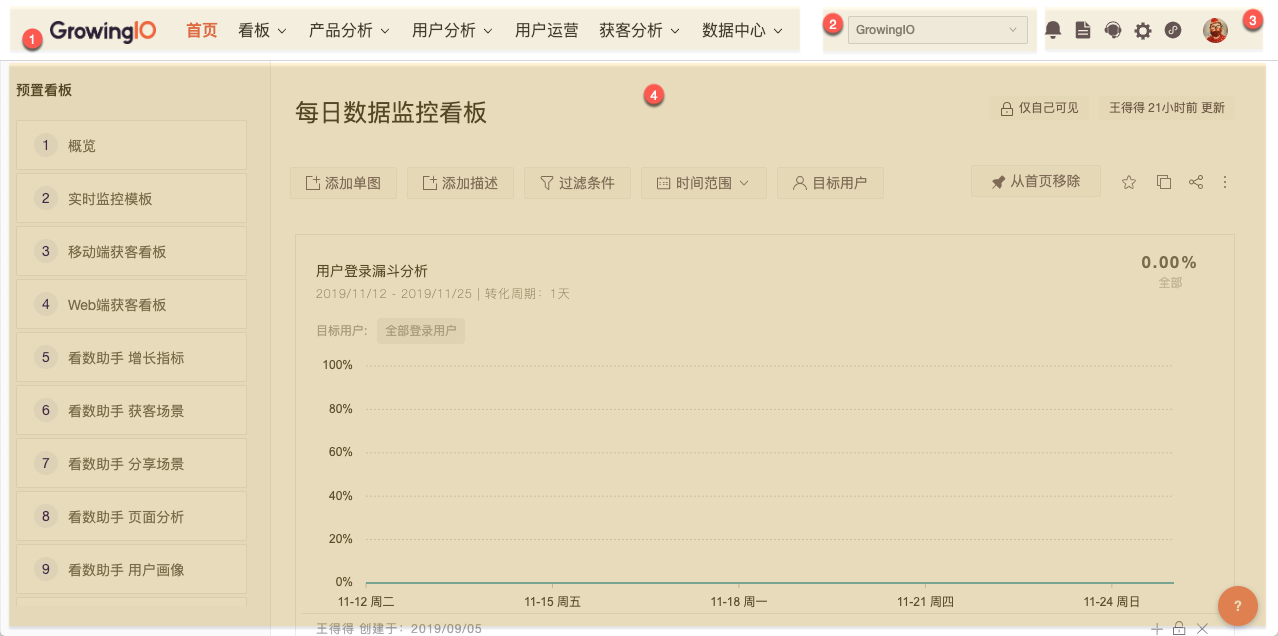 1 GrowingIO 首页 看板 产品分析 用户分析 用户运营 获客分析 数据中心 2 GrowingIO 3
预置看板
1 概览
2 实时监控模板
3 移动端获客看板
4 Web端获客看板
5 看数助手 增长指标
6 看数助手 获客场景
7 看数助手 分享场景
8 看数助手 页面分析
9 看数助手 用户画像
4
每日数据监控看板 仅自己可见 王得得 21小时前 更新
添加单图 添加描述 过滤条件 时间范围 目标用户 从首页移除
用户登录漏斗分析 0.00%
2019/11/12 - 2019/11/25 | 转化周期：1天 全部
目标用户: 全部登录用户
100%
80%
60%
40%
20%
0%
11-12 周二 11-15 周五 11-18 周一 11-21 周四 11-24 周日
王得得 创建于：2019/09/05
?